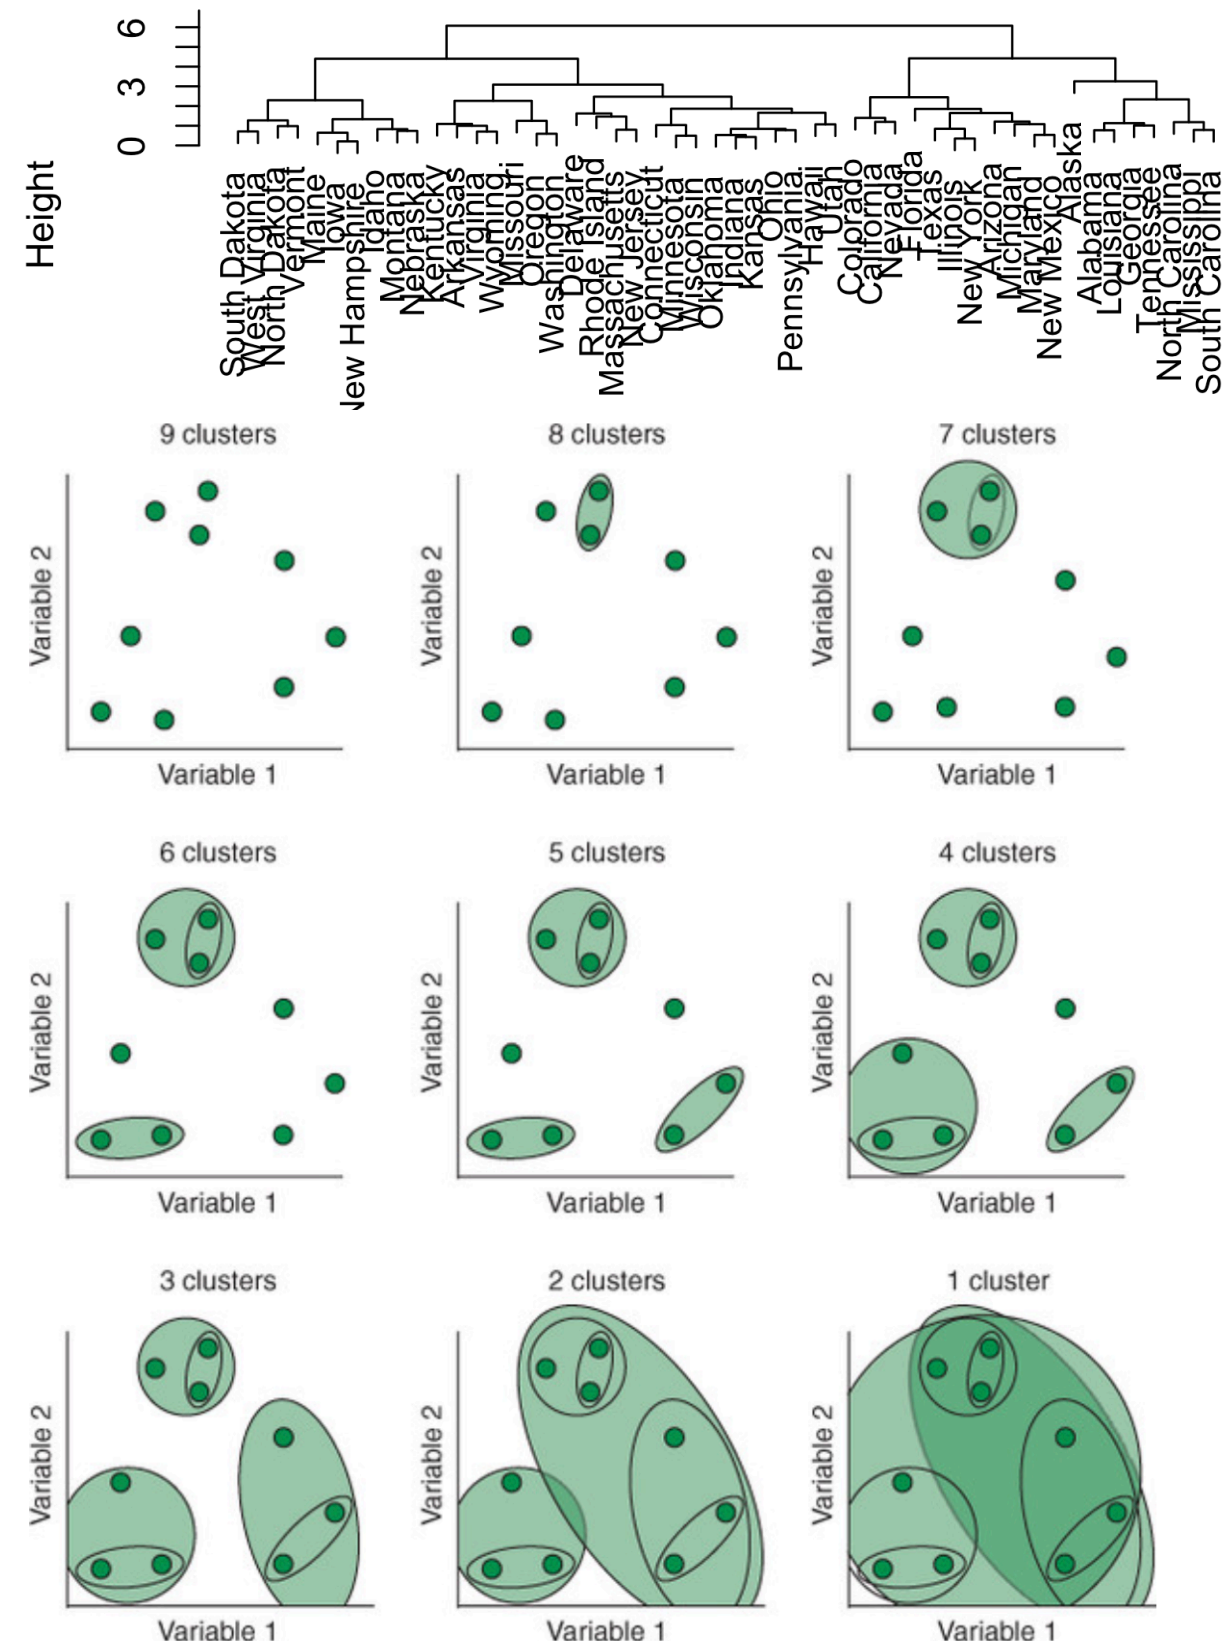 6
3
0
Height
South Dakota
West Virginia
North Dakota
Vermont
Maine
Iowa
New Hampshire
Idaho
Montana
Nebraska
Kentucky
Arkansas
Virginia
Wyoming
Missouri
Oregon
Washington
Delaware
Rhode Island
Massachusetts
New Jersey
Connecticut
Minnesota
Wisconsin
Oklahoma
Indiana
Kansas
Ohio
Pennsylvania
Hawaii
Utah
Colorado
California
Nevada
Florida
Texas
Illinois
New York
Arizona
Michigan
Maryland
New Mexico
Alaska
Alabama
Louisiana
Georgia
Tennessee
North Carolina
Mississippi
South Carolina
9 clusters
8 clusters
7 clusters
Variable 2
Variable 2
Variable 2
Variable 1
Variable 1
Variable 1
6 clusters
5 clusters
4 clusters
Variable 2
Variable 2
Variable 2
Variable 1
Variable 1
Variable 1
3 clusters
2 clusters
1 cluster
Variable 2
Variable 2
Variable 2
Variable 1
Variable 1
Variable 1